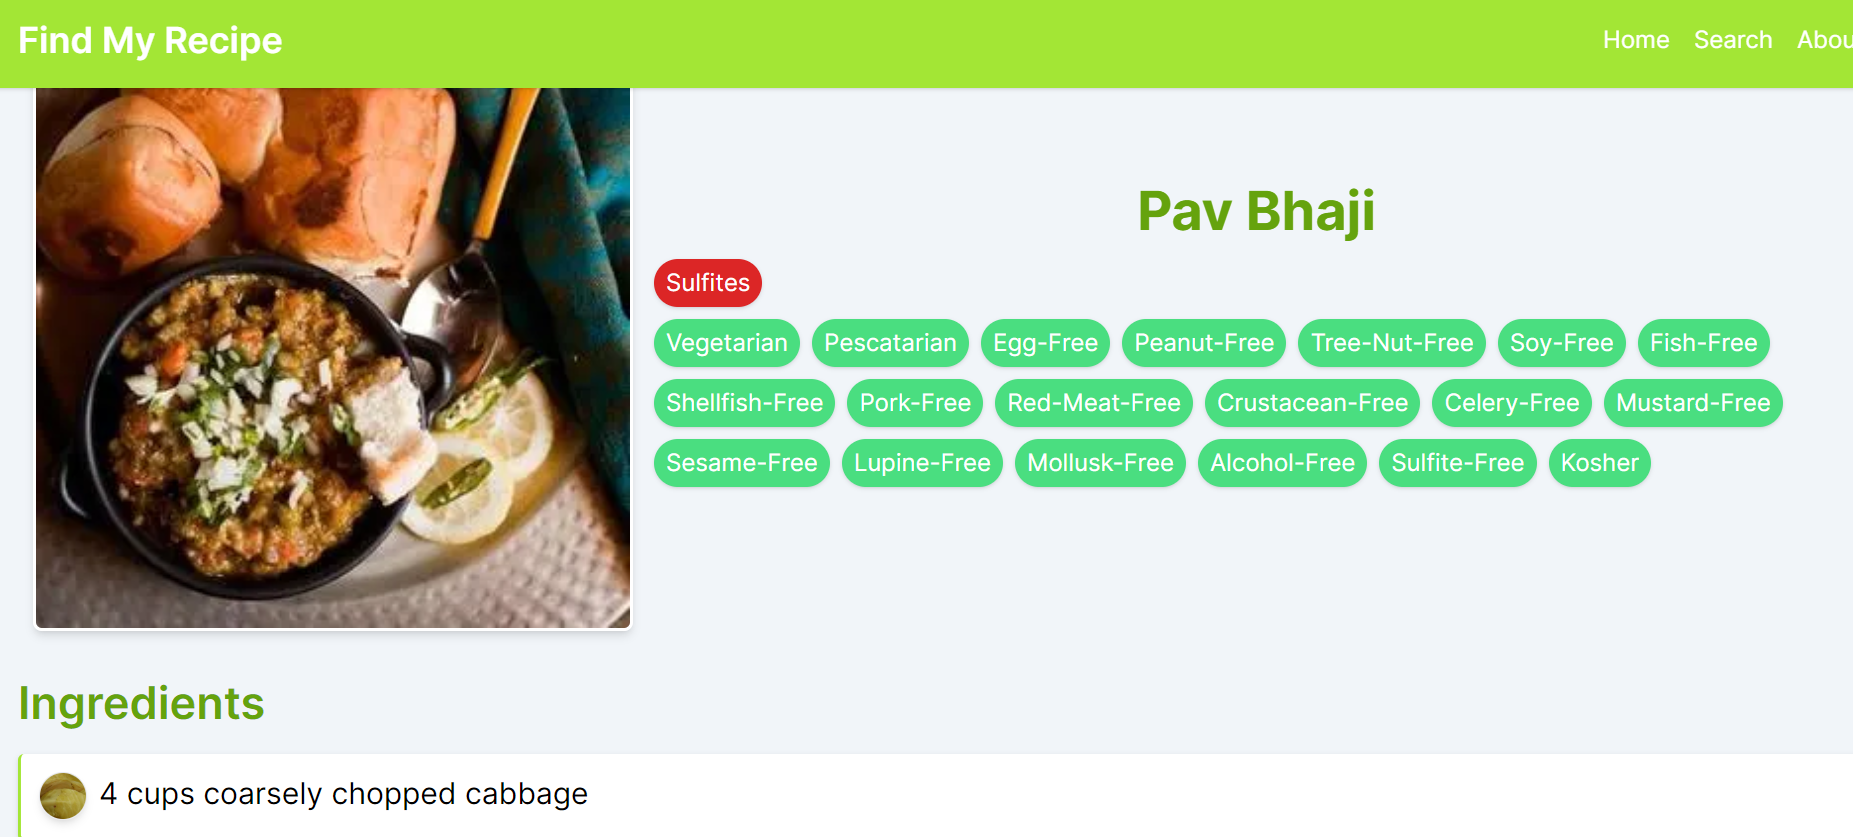 Find My Recipe
Home Search Abou
Pav Bhaji
Sulfites
Vegetarian Pescatarian Egg-Free Peanut-Free Tree-Nut-Free Soy-Free Fish-Free
Shellfish-Free Pork-Free Red-Meat-Free Crustacean-Free Celery-Free Mustard-Free
Sesame-Free Lupine-Free Mollusk-Free Alcohol-Free Sulfite-Free Kosher
Ingredients
4 cups coarsely chopped cabbage